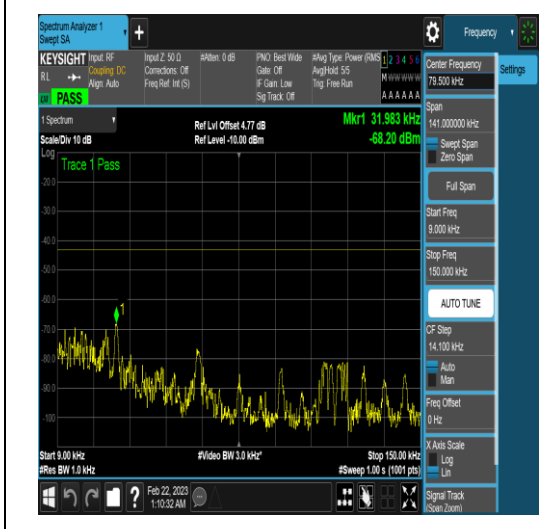 Spectrum Analyzer 1
Swept SA
+
Frequency
KEYSIGHT
RL
PASS
Input: RF
Coupling: DC
Align: Auto
Input Z: 50 Ω
Corrections: Off
Freq Ref: Int (S)
#Atten: 0 dB
PNO: Best Wide
Gate: Off
IF Gain: Low
Sig Track: Off
#Avg Type: Power (RMS
Avg|Hold: 5/5
Trig: Free Run
1 2 3 4 5 6
M W W W W W
A A A A A A
Settings
Center Frequency
79.500 kHz
Span
141.000000 kHz
Swept Span
Zero Span
Full Span
Start Freq
9.000 kHz
Stop Freq
150.000 kHz
AUTO TUNE
CF Step
14.100 kHz
Auto
Man
Freq Offset
0 Hz
X Axis Scale
Log
Lin
Signal Track
(Span Zoom)
1 Spectrum
Scale/Div 10 dB
Ref Lvl Offset 4.77 dB
Ref Level -10.00 dBm
Mkr1 31.983 kHz
-68.20 dBm
Log
Trace 1 Pass
-20.0
-30.0
-40.0
-50.0
-60.0
1
-70.0
-80.0
-90.0
-100
Start 9.00 kHz
#Video BW 3.0 kHz*
Stop 150.00 kHz
#Res BW 1.0 kHz
#Sweep 1.00 s (1001 pts)
?
Feb 22, 2023
1:10:32 AM